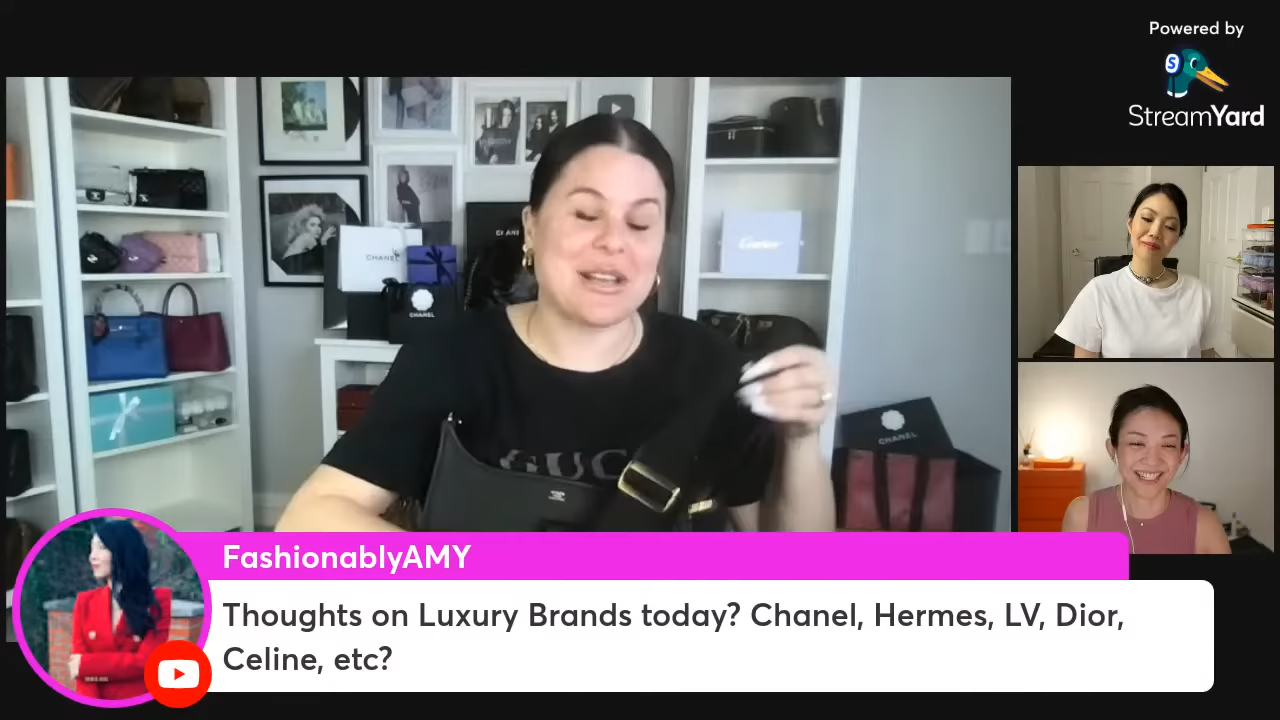 Powered by
StreamYard
CHANEL
CHANEL
Cartier
CHANEL
GUC
FashionablyAMY
Thoughts on Luxury Brands today? Chanel, Hermes, LV, Dior,
Celine, etc?